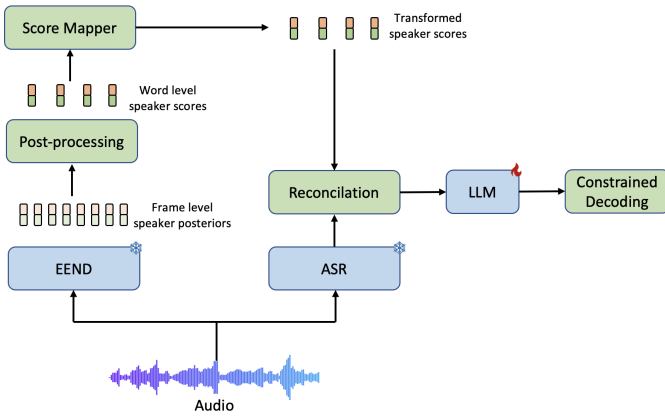 Score Mapper
Transformed
speaker scores
Word level
speaker scores
Post-processing
Reconcilation
LLM
Constrained
Decoding
Frame level
speaker posteriors
EEND
ASR
Audio